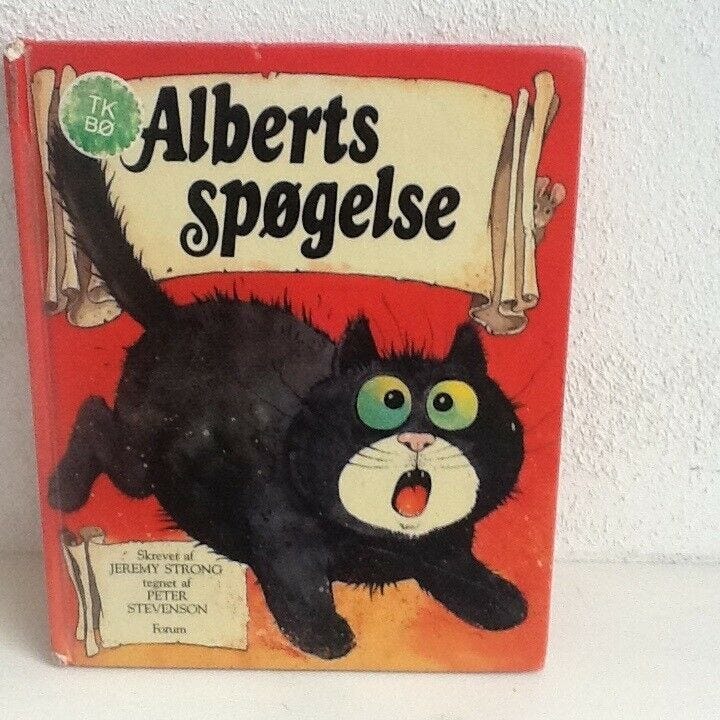 TK
BØ
Alberts
spøgelse
Skrevet af
JEREMY STRONG
tegnet af
PETER
STEVENSON
Forum